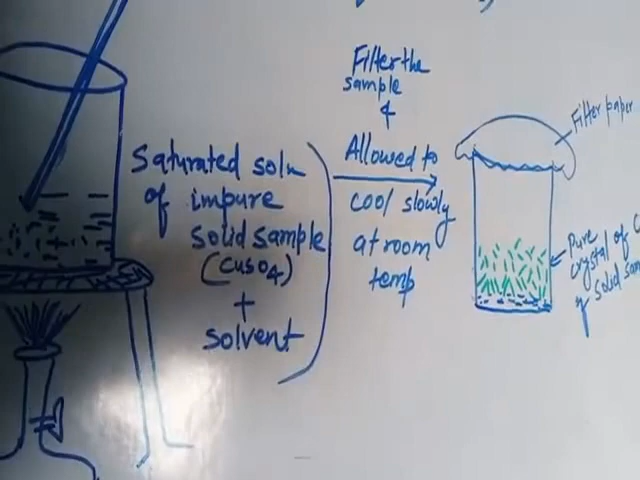 Saturated soln
of impure
solid sample
(CuSO4)
+
solvent
Filter the
sample
&
Allowed to
cool slowly
at room
temp
Filter paper
Pure
crystal of
solid
of